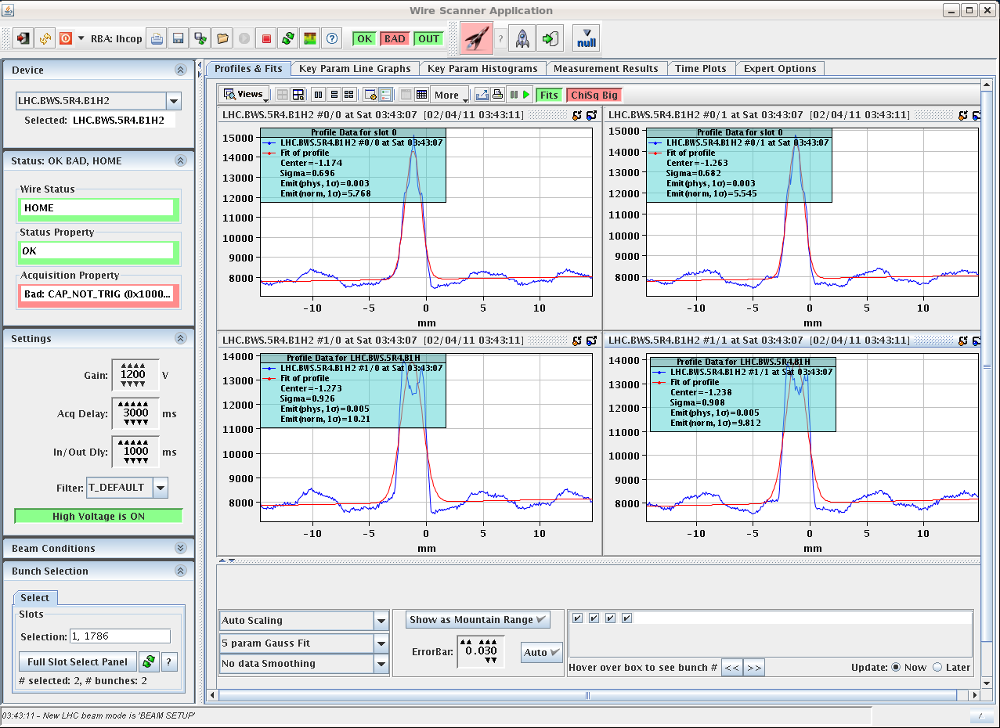 Wire Scanner Application
RBA: lhcop
OK BAD OUT
?
null
Device
LHC.BWS.5R4.B1H2
Selected: LHC.BWS.5R4.B1H2
Status: OK BAD, HOME
Wire Status
HOME
Status Property
OK
Acquisition Property
Bad: CAP_NOT_TRIG (0x1000...
Settings
Gain: 1200 V
Acq Delay: 3000 ms
In/Out Dly: 1000 ms
Filter: T_DEFAULT
High Voltage is ON
Beam Conditions
Bunch Selection
Select
Slots
Selection: 1, 1786
Full Slot Select Panel ?
# selected: 2, # bunches: 2
Profiles & Fits Key Param Line Graphs Key Param Histograms Measurement Results Time Plots Expert Options
Views More Fits ChiSq Big
LHC.BWS.5R4.B1H2 #0/0 at Sat 03:43:07 [02/04/11 03:43:11]
Profile Data for slot 0
LHC.BWS.5R4.B1H2 #0/0 at Sat 03:43:07
Fit of profile
Center=-1.174
Sigma=0.696
Emit(phys, 1σ)=0.003
Emit(norm, 1σ)=5.768
15000
14000
13000
12000
11000
10000
9000
8000
-10 -5 0 5 10
mm
LHC.BWS.5R4.B1H2 #0/1 at Sat 03:43:07 [02/04/11 03:43:11]
Profile Data for slot 0
LHC.BWS.5R4.B1H2 #0/1 at Sat 03:43:07
Fit of profile
Center=-1.263
Sigma=0.682
Emit(phys, 1σ)=0.003
Emit(norm, 1σ)=5.545
15000
14000
13000
12000
11000
10000
9000
8000
-10 -5 0 5 10
mm
LHC.BWS.5R4.B1H2 #1/0 at Sat 03:43:07 [02/04/11 03:43:11]
Profile Data for LHC.BWS.5R4.B1H
LHC.BWS.5R4.B1H2 #1/0 at Sat 03:43:07
Fit of profile
Center=-1.273
Sigma=0.926
Emit(phys, 1σ)=0.005
Emit(norm, 1σ)=10.21
14000
13000
12000
11000
10000
9000
8000
-10 -5 0 5 10
mm
LHC.BWS.5R4.B1H2 #1/1 at Sat 03:43:07 [02/04/11 03:43:11]
Profile Data for LHC.BWS.5R4.B1H
LHC.BWS.5R4.B1H2 #1/1 at Sat 03:43:07
Fit of profile
Center=-1.238
Sigma=0.908
Emit(phys, 1σ)=0.005
Emit(norm, 1σ)=9.812
14000
13000
12000
11000
10000
9000
8000
-10 -5 0 5 10
mm
Auto Scaling
5 param Gauss Fit
No data Smoothing
Show as Mountain Range
ErrorBar: 0.030 Auto
Hover over box to see bunch # << >> Update: Now Later
03:43:11 - New LHC beam mode is 'BEAM SETUP'